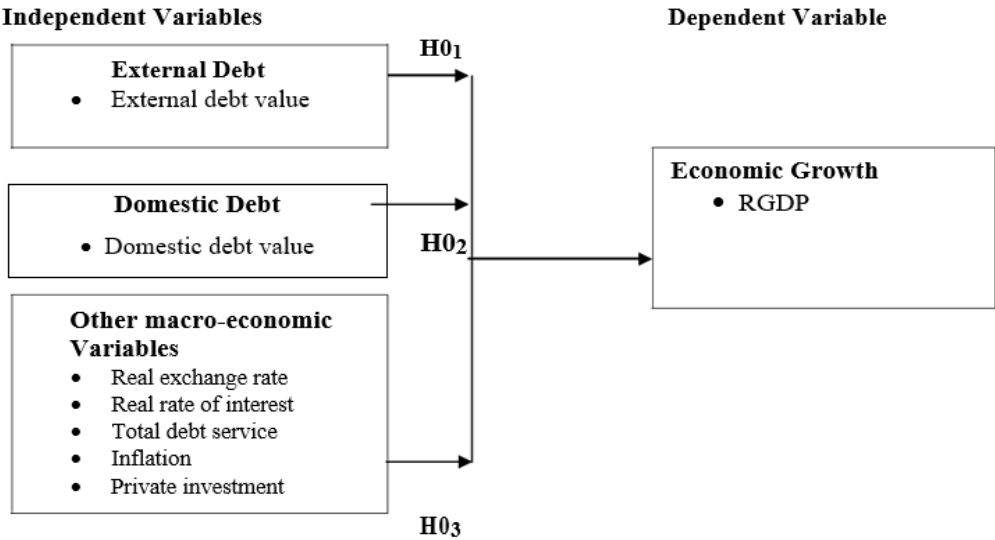 Independent Variables
Dependent Variable
H01
External Debt
• External debt value
Domestic Debt
• Domestic debt value
H02
Economic Growth
• RGDP
Other macro-economic
Variables
• Real exchange rate
• Real rate of interest
• Total debt service
• Inflation
• Private investment
H03